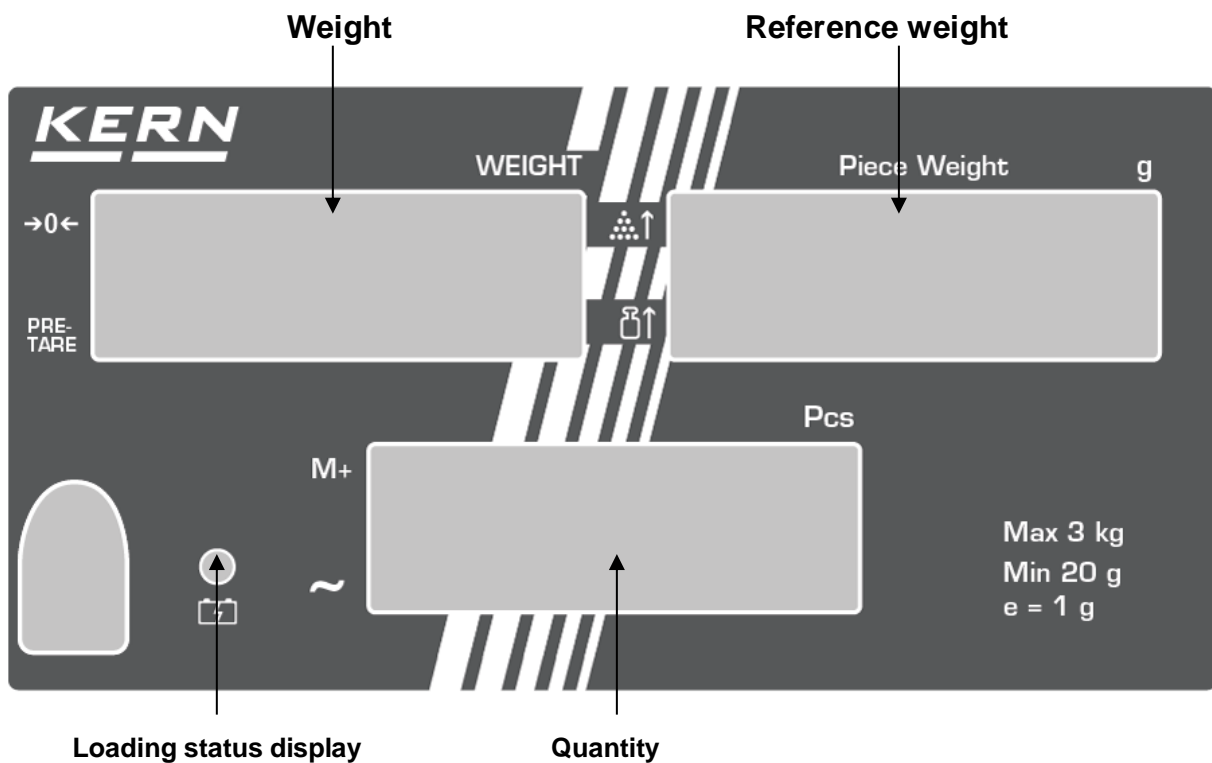 Weight
Reference weight
KERN
WEIGHT
Piece Weight g
→0←
PRE-
TARE
Pcs
M+
~
Max 3 kg
Min 20 g
e = 1 g
Loading status display
Quantity